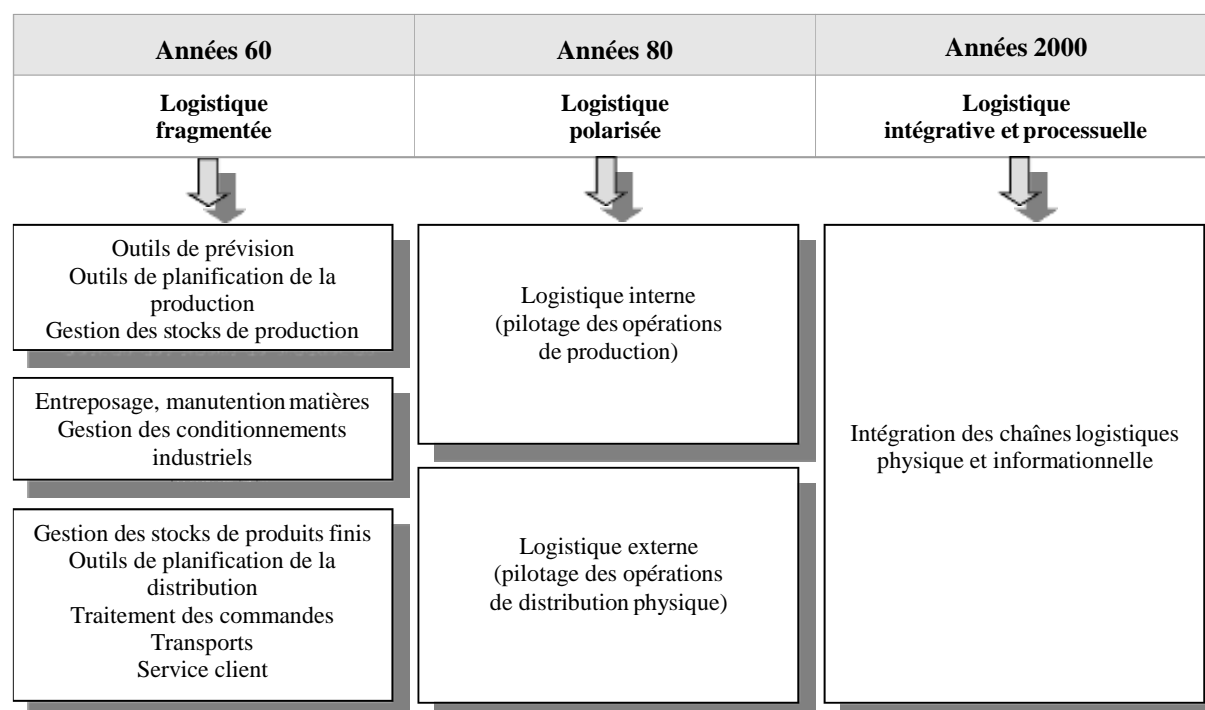 Années 60
Années 80
Années 2000
Logistique
fragmentée
Logistique
polarisée
Logistique
intégrative et processuelle
Outils de prévision
Outils de planification de la
production
Gestion des stocks de production
Entreposage, manutention matières
Gestion des conditionnements
industriels
Gestion des stocks de produits finis
Outils de planification de la
distribution
Traitement des commandes
Transports
Service client
Logistique interne
(pilotage des opérations
de production)
Logistique externe
(pilotage des opérations
de distribution physique)
Intégration des chaînes logistiques
physique et informationnelle